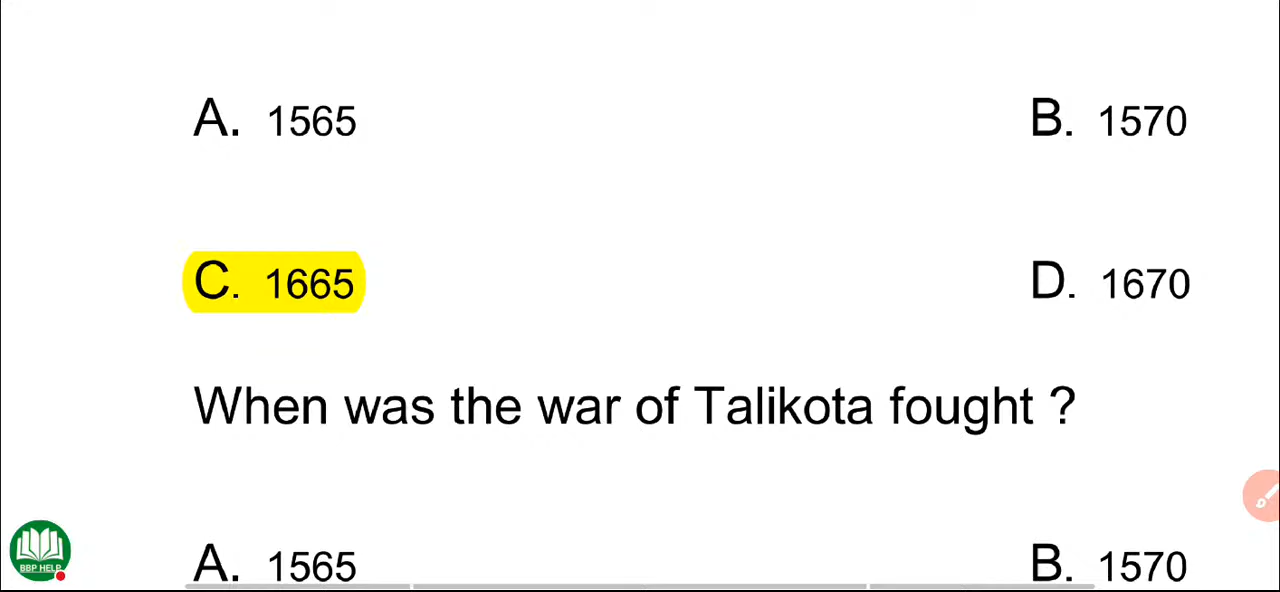 A. 1565 B. 1570
C. 1665 D. 1670
When was the war of Talikota fought ?
BBP HELP
A. 1565 B. 1570